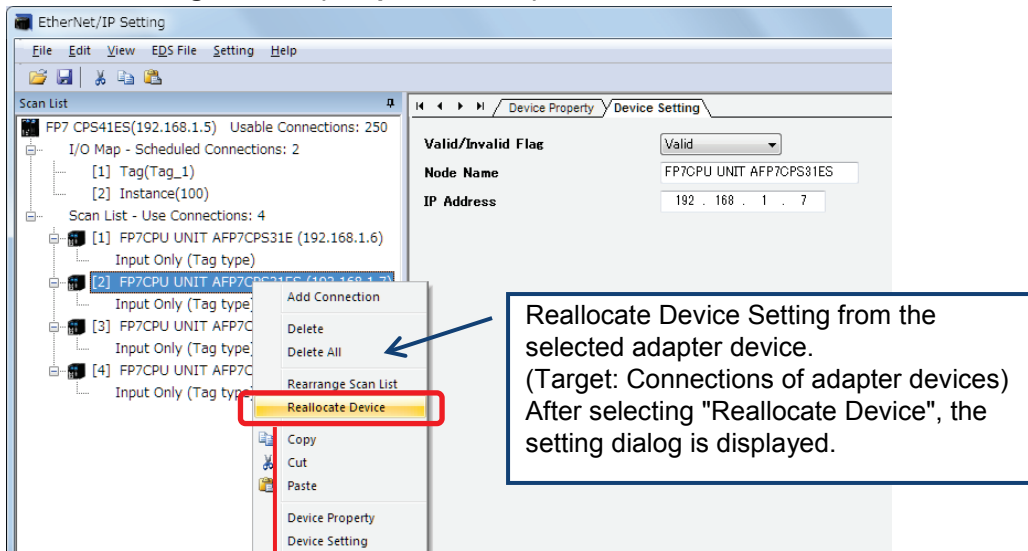 EtherNet/IP Setting
File Edit View EDS File Setting Help
Scan List
FP7 CPS41ES(192.168.1.5) Usable Connections: 250
I/O Map - Scheduled Connections: 2
[1] Tag(Tag_1)
[2] Instance(100)
Scan List - Use Connections: 4
[1] FP7CPU UNIT AFP7CPS31E (192.168.1.6)
Input Only (Tag type)
[2] FP7CPU UNIT AFP7CPS31ES (192.168.1.7)
Input Only (Tag type)
[3] FP7CPU UNIT AFP7C
Input Only (Tag type)
[4] FP7CPU UNIT AFP7C
Input Only (Tag type
Device Property Device Setting
Valid/Invalid Flag Valid
Node Name FP7CPU UNIT AFP7CPS31ES
IP Address 192 . 168 . 1 . 7
Add Connection
Delete
Delete All
Rearrange Scan List
Reallocate Device
Copy
Cut
Paste
Device Property
Device Setting
Reallocate Device Setting from the
selected adapter device.
(Target: Connections of adapter devices)
After selecting "Reallocate Device", the
setting dialog is displayed.